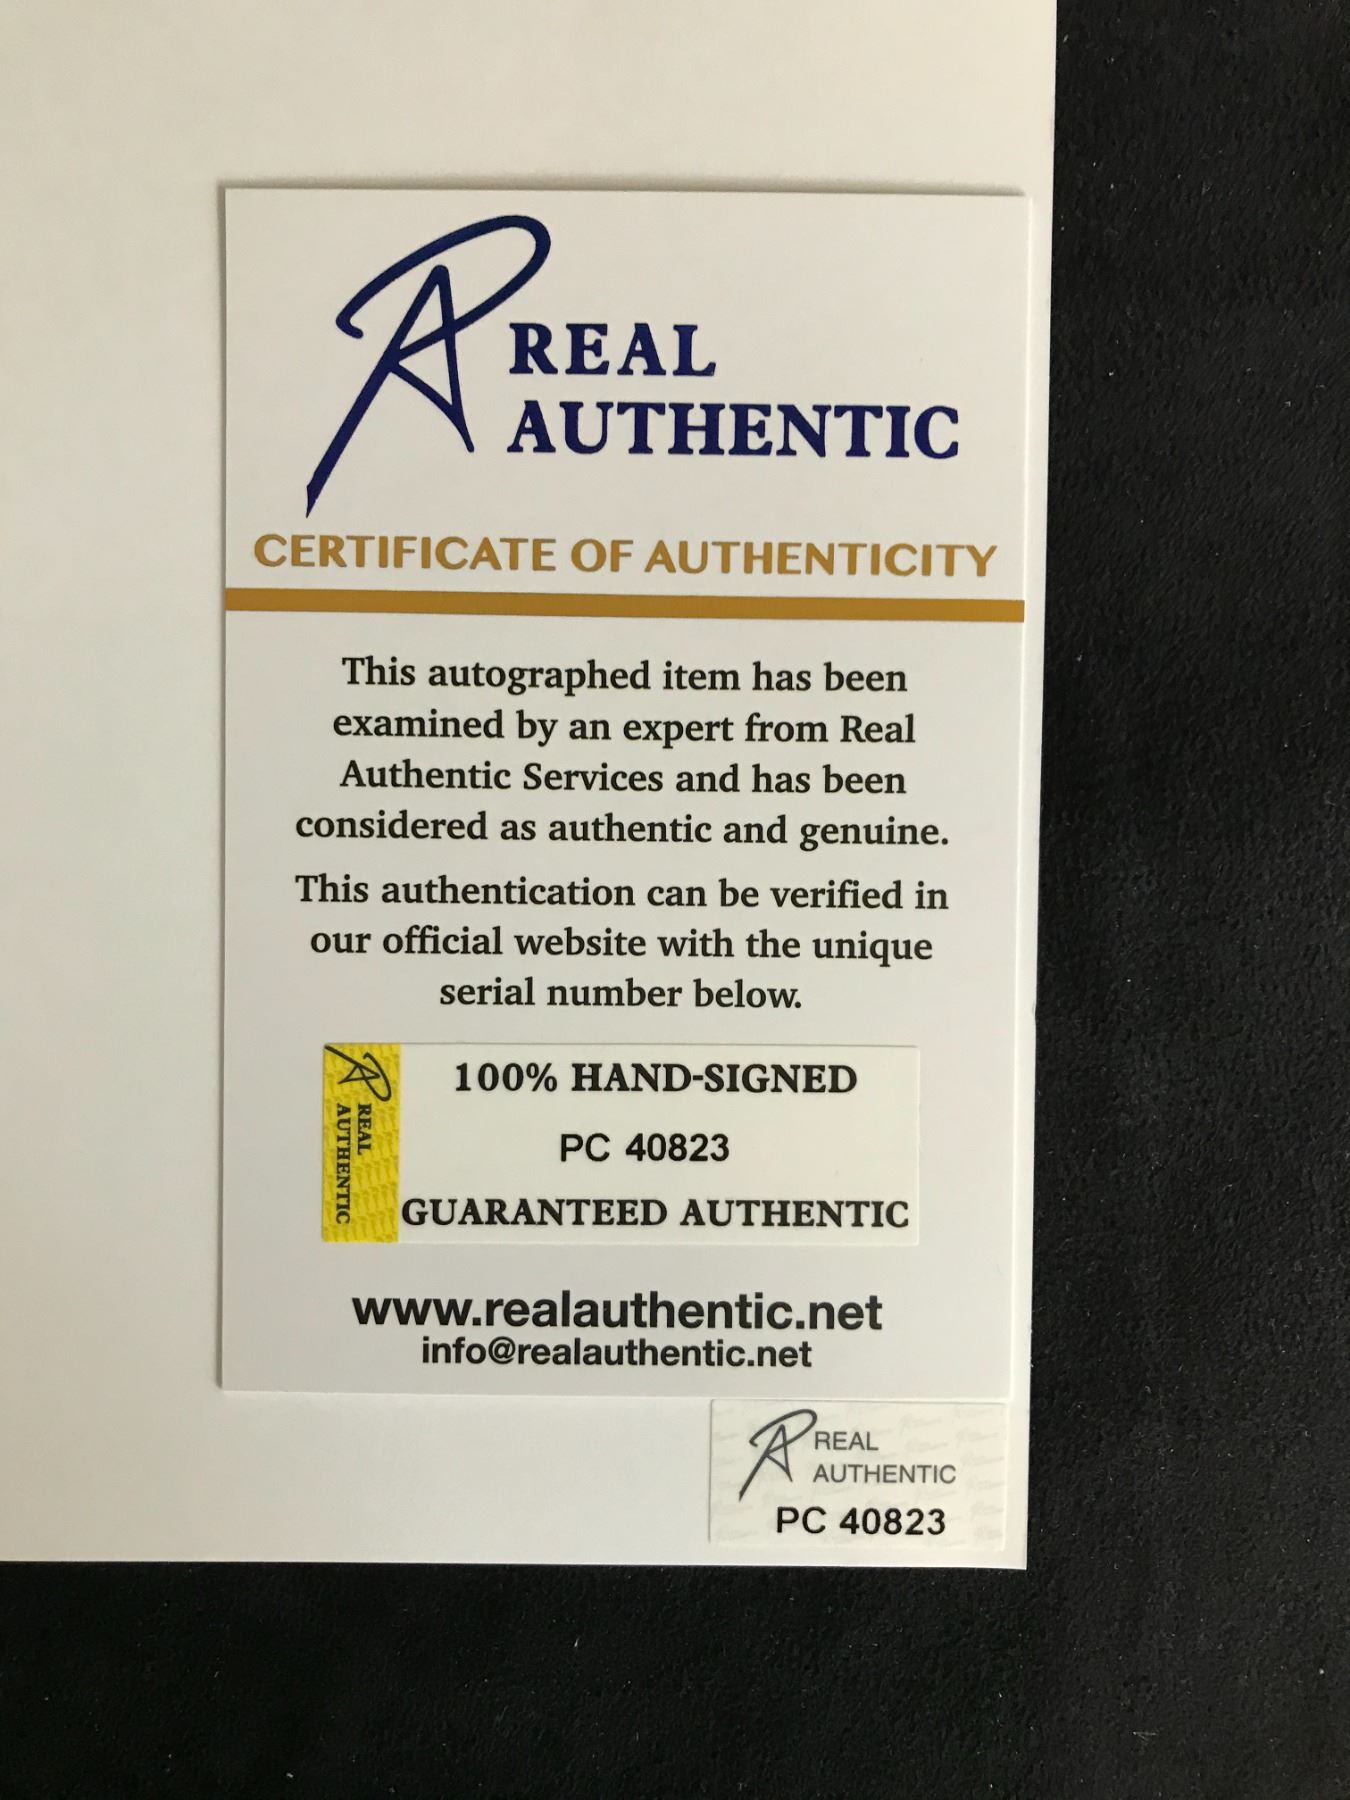 REAL
AUTHENTIC
CERTIFICATE OF AUTHENTICITY
This autographed item has been
examined by an expert from Real
Authentic Services and has been
considered as authentic and genuine.
This authentication can be verified in
our official website with the unique
serial number below.
REAL
AUTHENTIC
100% HAND-SIGNED
PC 40823
GUARANTEED AUTHENTIC
www.realauthentic.net
info@realauthentic.net
REAL
AUTHENTIC
PC 40823